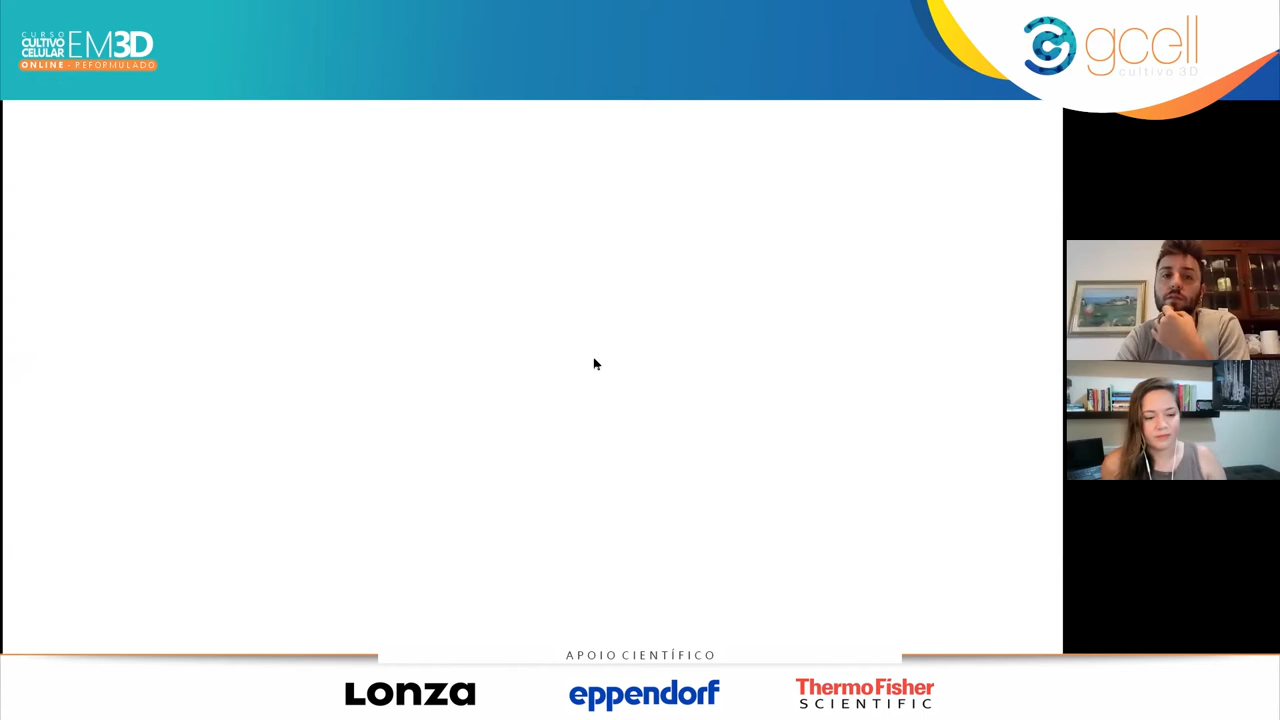 CURSO
CULTIVO
CELULAR
EM3D
ONLINE - REFORMULADO
gcell
cultivo 3D
APOIO CIENTÍFICO
Lonza
eppendorf
ThermoFisher
SCIENTIFIC